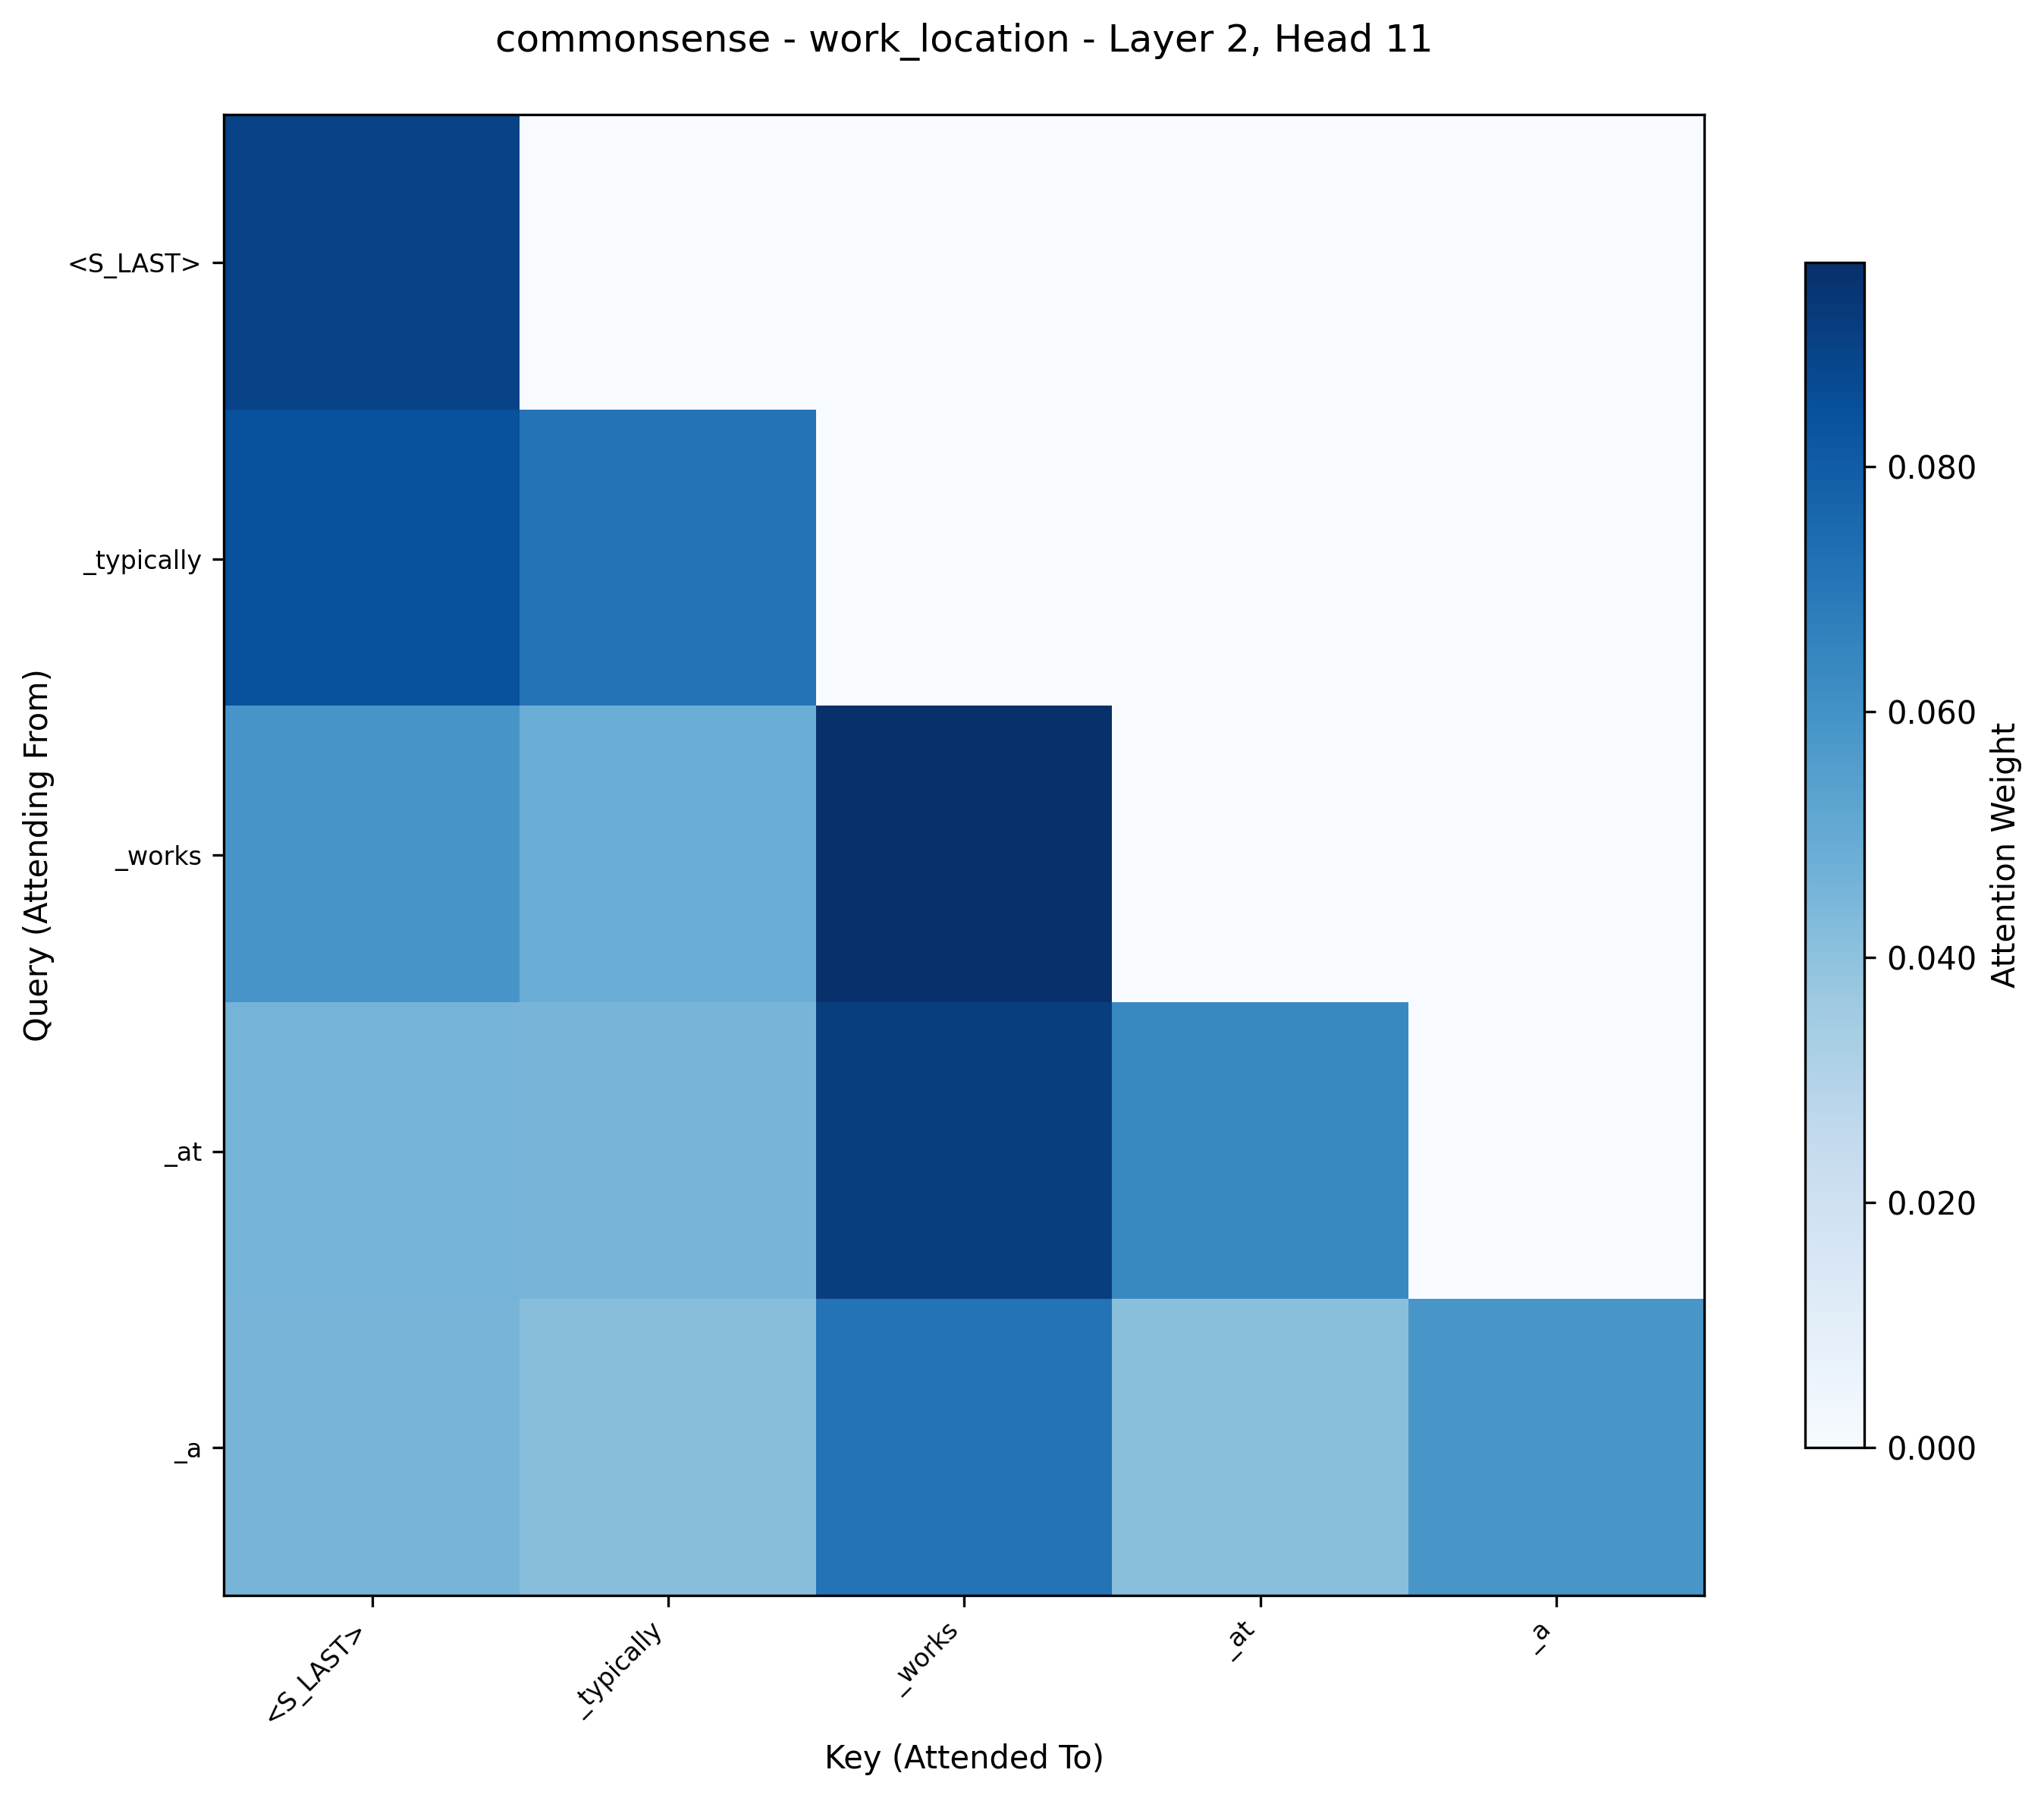 commonsense - work_location - Layer 2, Head 11
Query (Attending From)
<S_LAST>
_typically
_works
_at
_a
<S_LAST>
_typically
_works
_at
_a
Key (Attended To)
0.080
0.060
0.040
0.020
0.000
Attention Weight